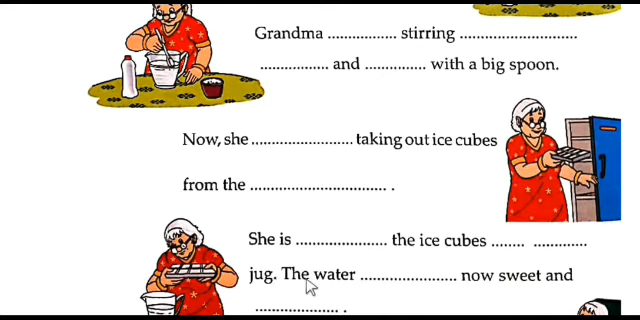 Grandma ................. stirring .............................
................. and ............... with a big spoon.
Now, she ......................... taking out ice cubes
from the .................................. .
She is ....................... the ice cubes ........ .............
jug. The water ........................ now sweet and
..................... .